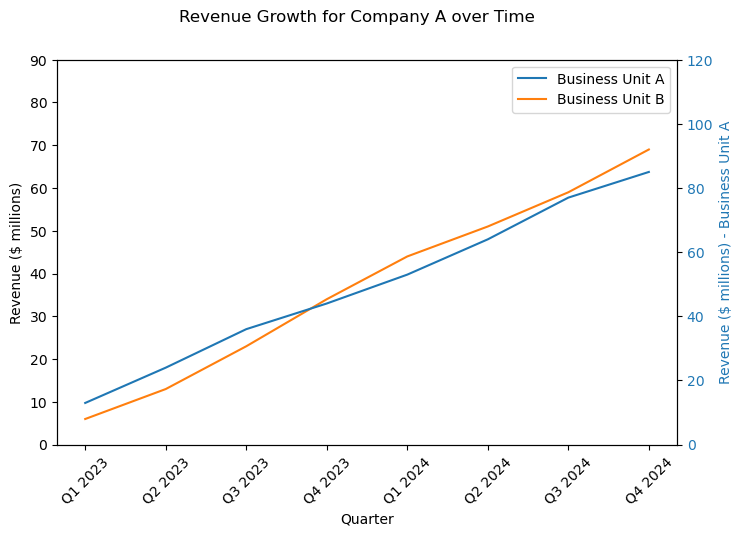 Revenue Growth for Company A over Time
Business Unit A
Business Unit B
Revenue ($ millions)
90
80
70
60
50
40
30
20
10
0
120
100
80
60
40
20
0
Revenue ($ millions) - Business Unit A
Q1 2023
Q2 2023
Q3 2023
Q4 2023
Q1 2024
Q2 2024
Q3 2024
Q4 2024
Quarter